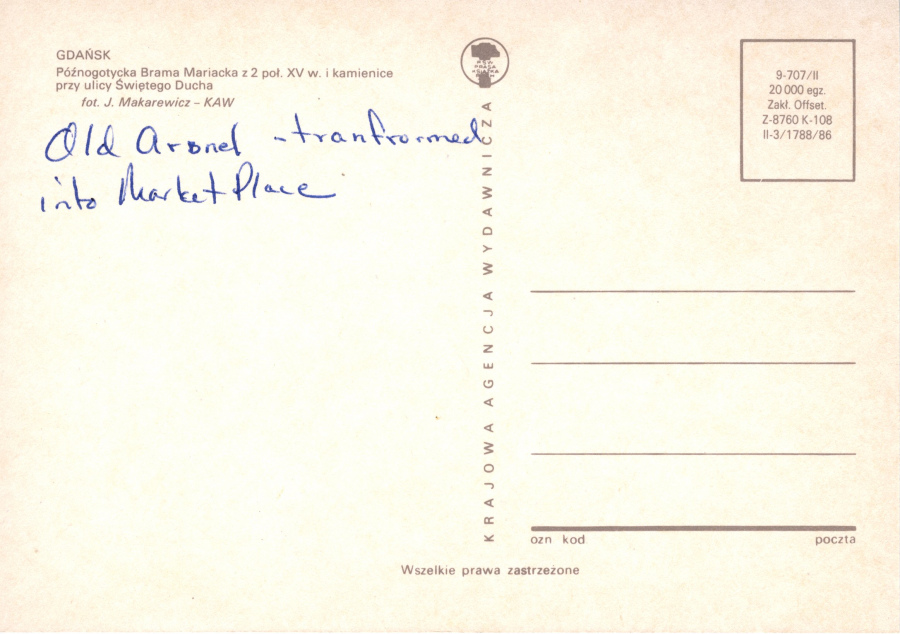 GDAŃSK
Późnogotycka Brama Mariacka z 2 poł. XV w. i kamienice
przy ulicy Świętego Ducha
fot. J. Makarewicz – KAW
Old Arsnel - tranfrormed
into Market Place
KRAJOWA AGENCJA WYDAWNICZA
9-707/II
20 000 egz.
Zakł. Offset.
Z-8760 K-108
II-3/1788/86
ozn kod
poczta
Wszelkie prawa zastrzeżone